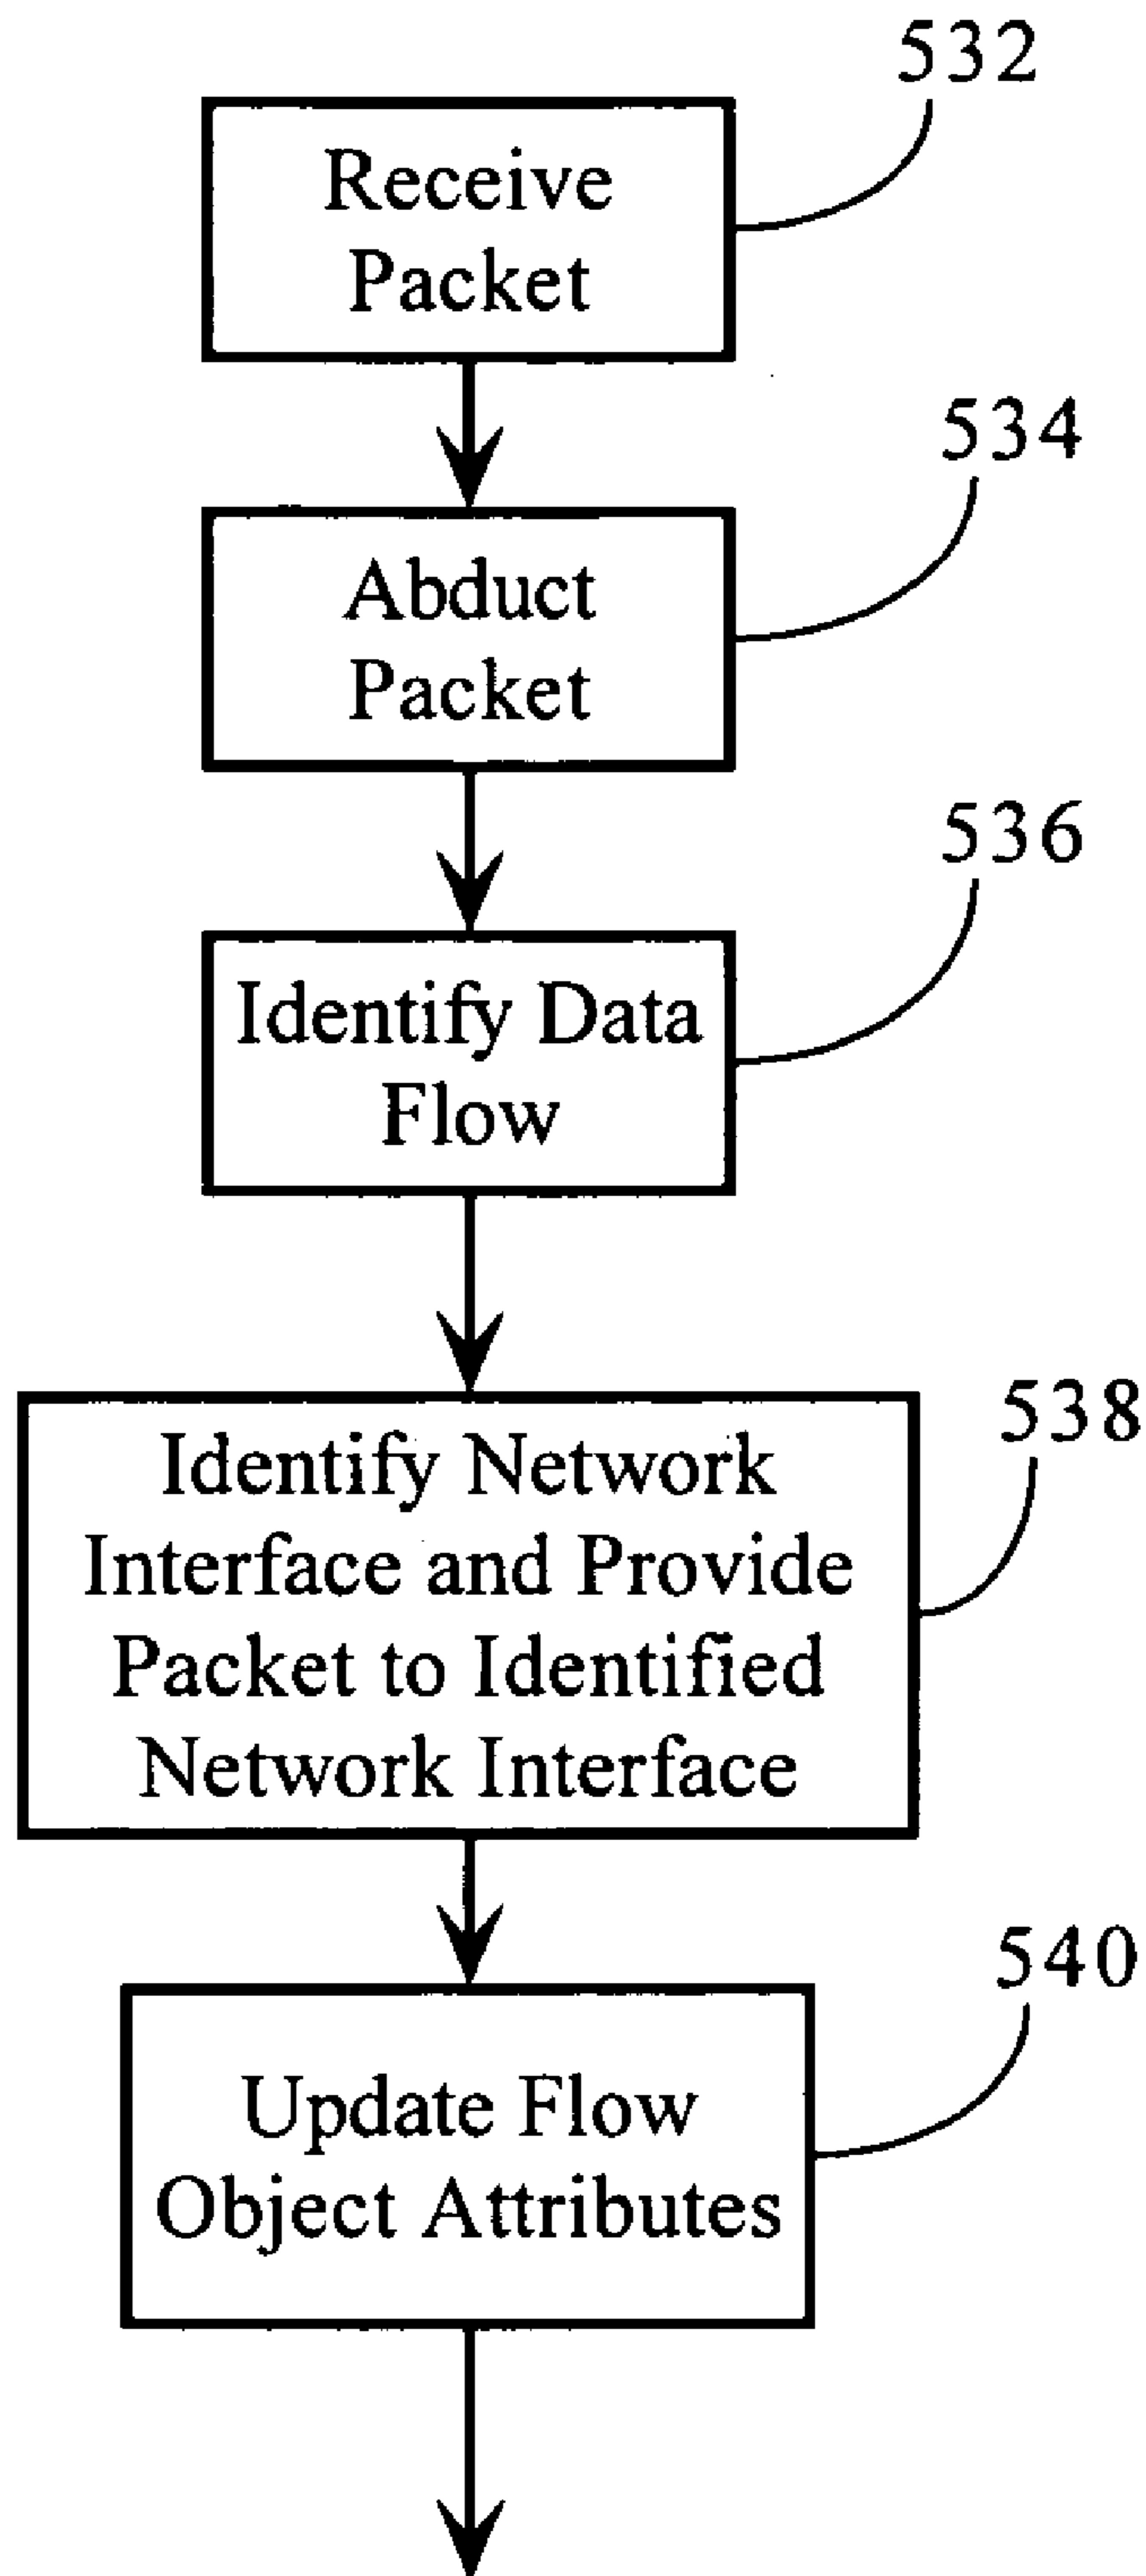 532
Receive
Packet
534
Abduct
Packet
536
Identify Data
Flow
538
Identify Network
Interface and Provide
Packet to Identified
Network Interface
540
Update Flow
Object Attributes